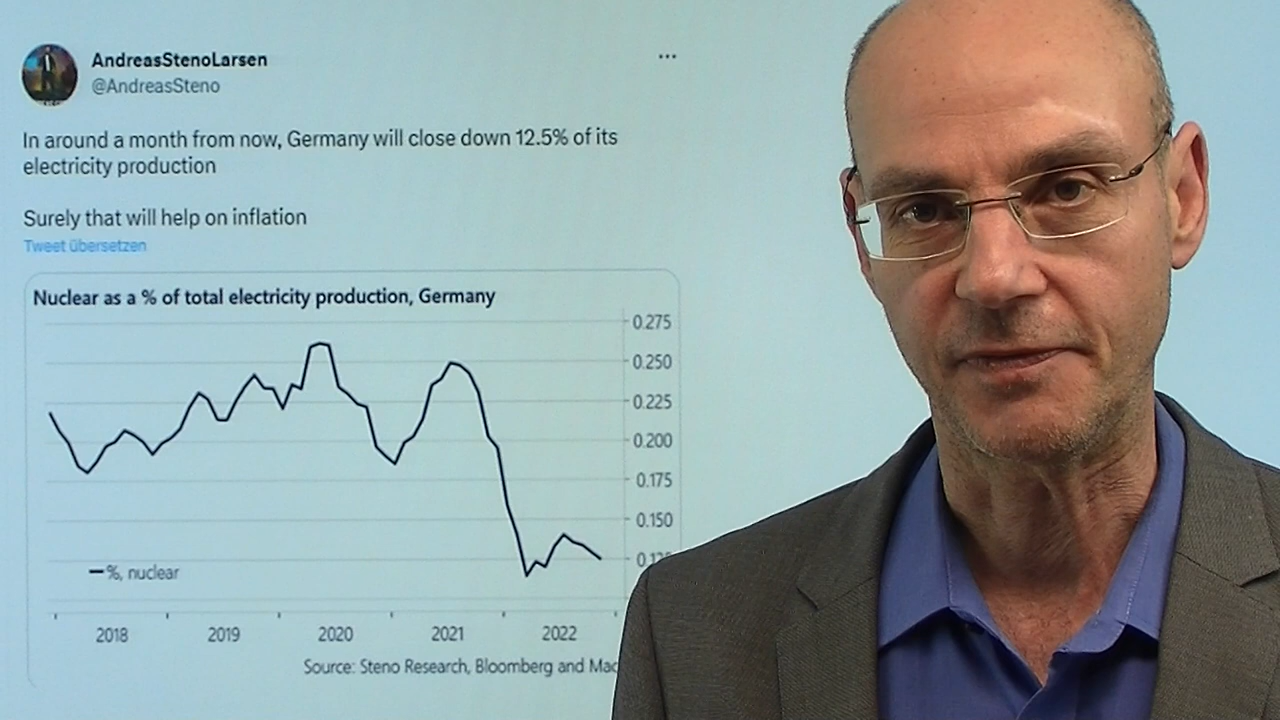 AndreasStenoLarsen
@AndreasSteno
...
In around a month from now, Germany will close down 12.5% of its
electricity production
Surely that will help on inflation
Tweet übersetzen
Nuclear as a % of total electricity production, Germany
0.275
0.250
0.225
0.200
0.175
0.150
%, nuclear
2018 2019 2020 2021 2022
Source: Steno Research, Bloomberg and